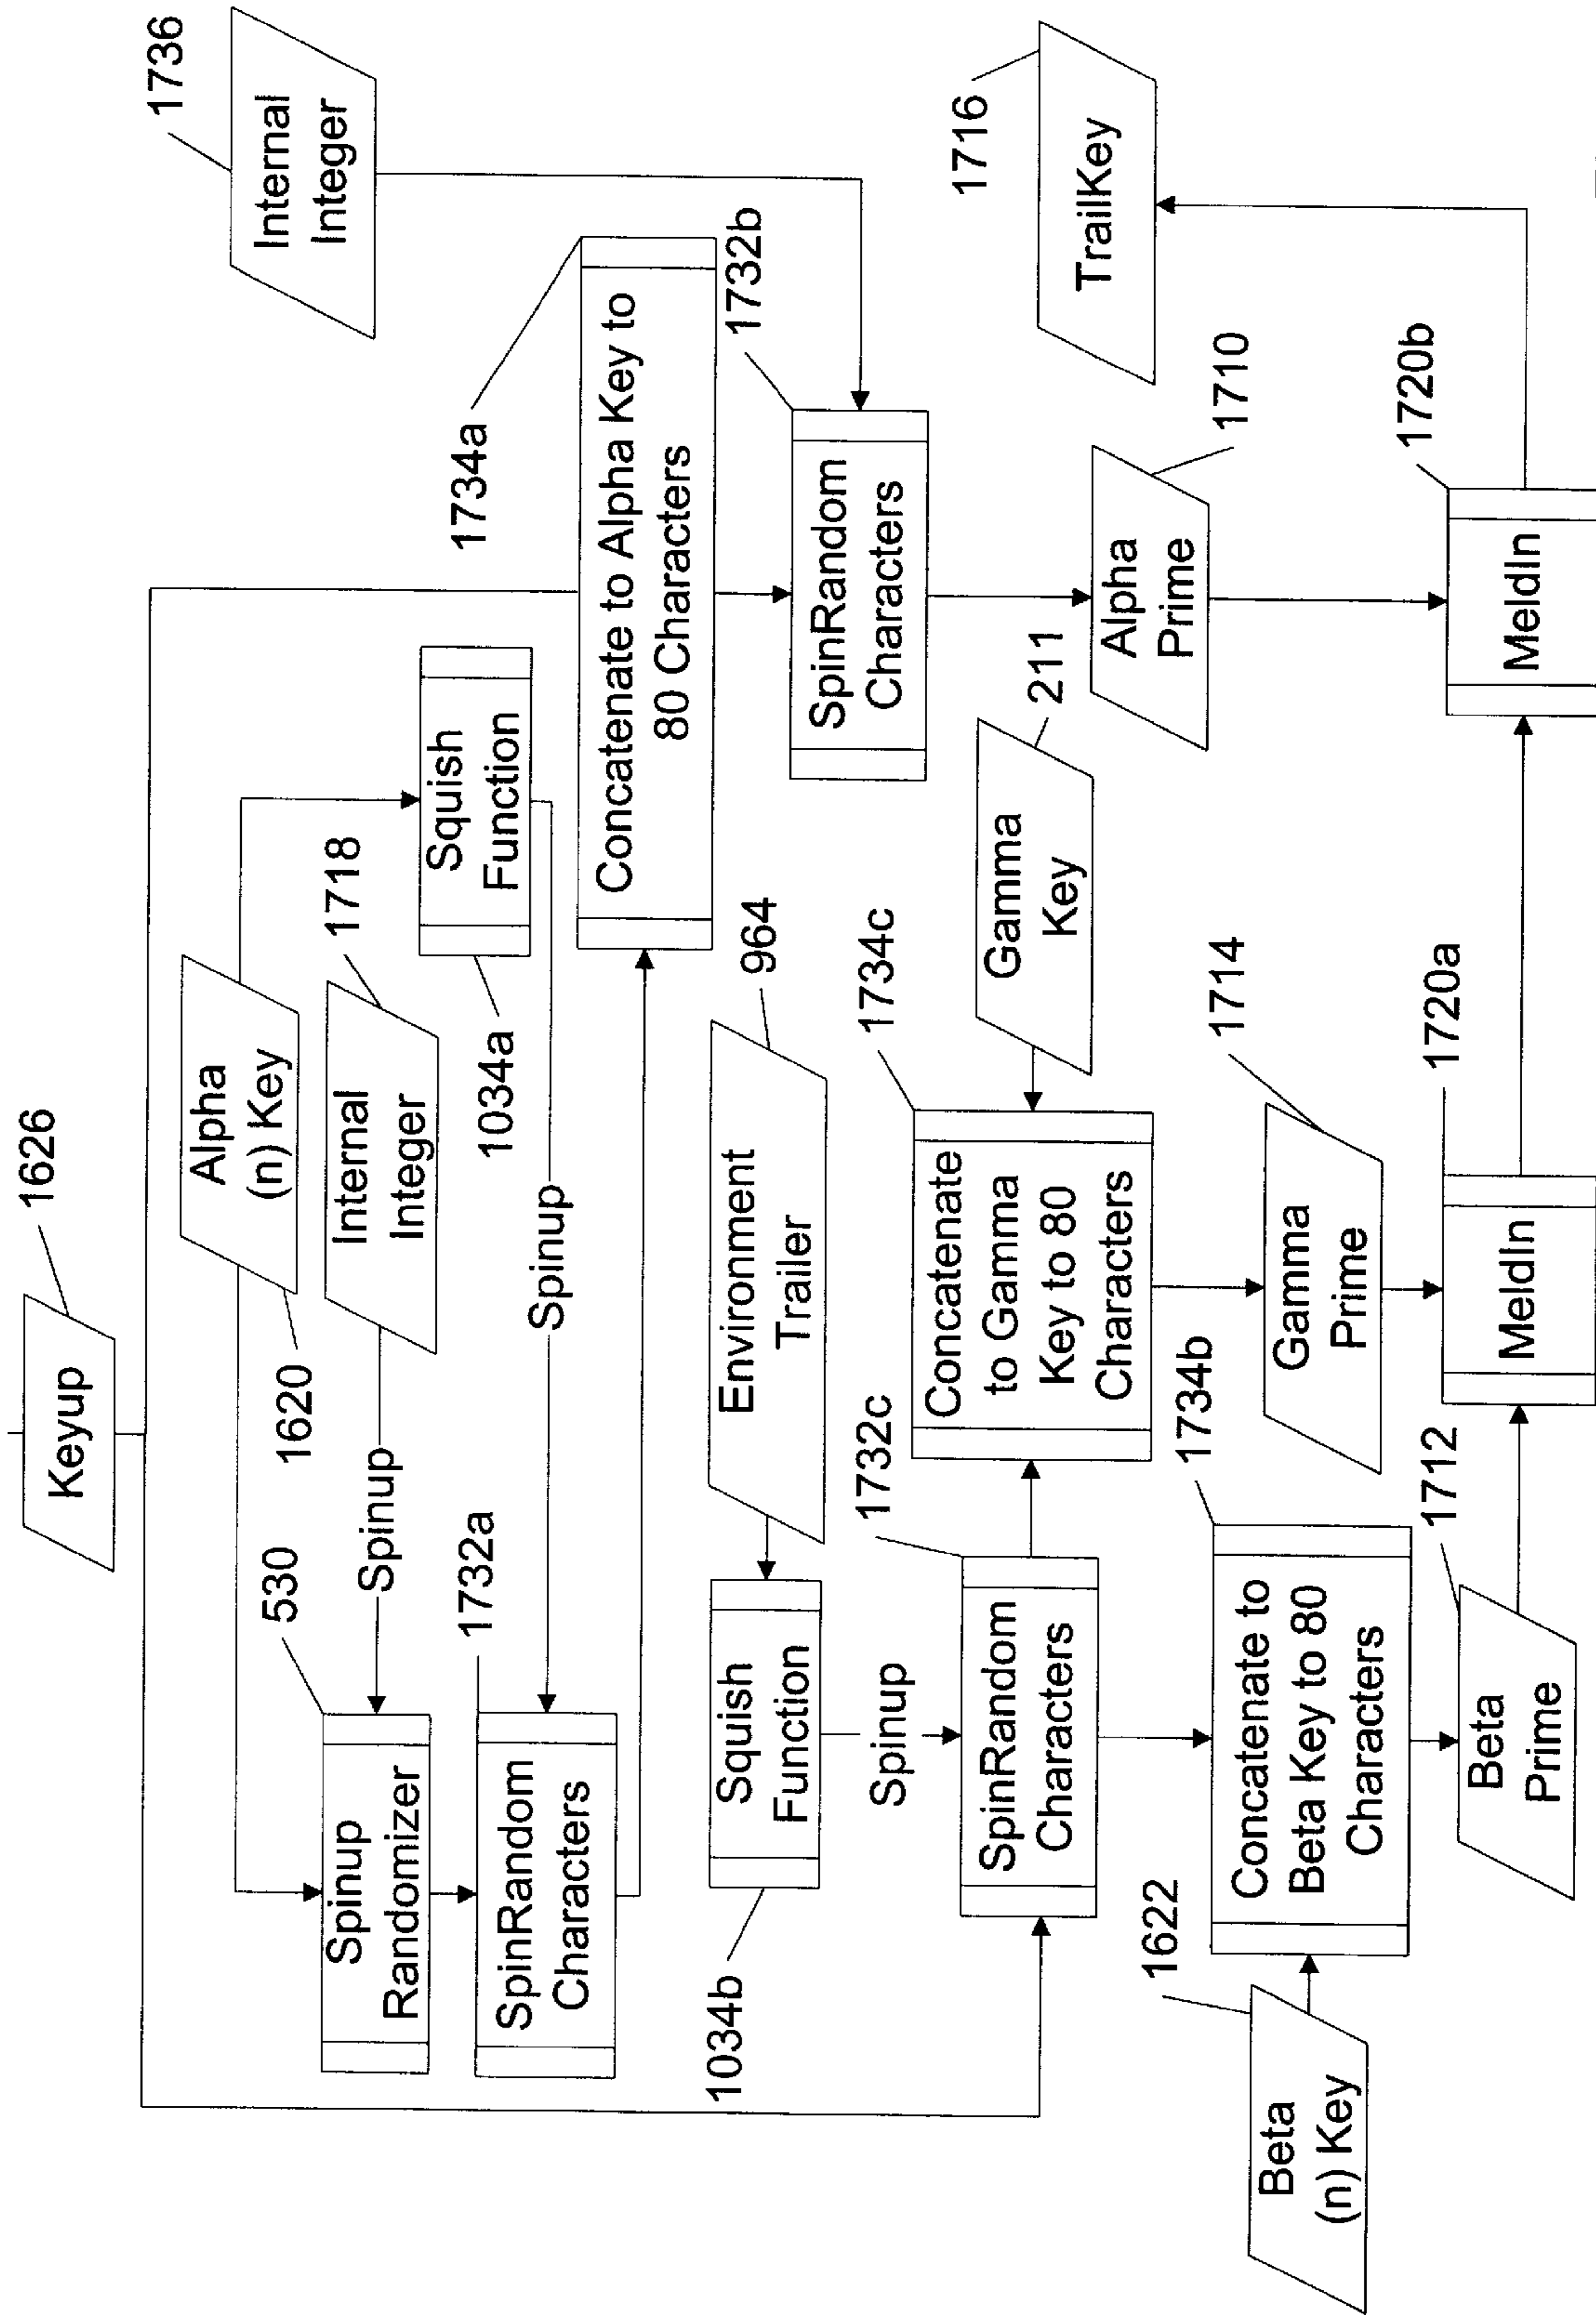 Keyup
1626
1736
Internal
Integer
Alpha
(n) Key
1620
Internal
Integer
1718
Spinup
530
Spinup
Randomizer
1732a
SpinRandom
Characters
Squish
Function
1034a
Spinup
1734a
Concatenate to Alpha Key to
80 Characters
1732b
SpinRandom
Characters
Environment
Trailer
964
Squish
Function
1034b
Spinup
1732c
SpinRandom
Characters
1734c
Concatenate
to Gamma
Key to 80
Characters
Gamma
Key
211
Alpha
Prime
1710
TrailKey
1716
Beta
(n) Key
1622
1734b
Concatenate to
Beta Key to 80
Characters
Gamma
Prime
1714
Beta
Prime
1712
1720a
MeldIn
1720b
MeldIn